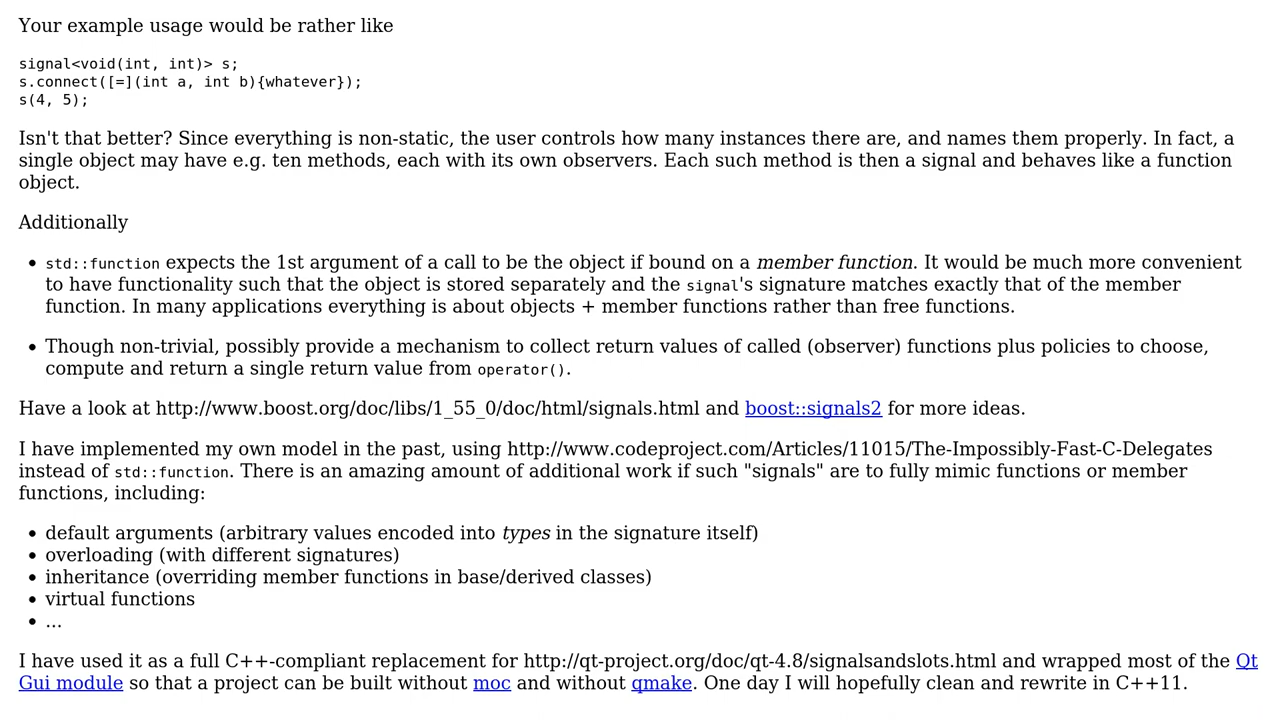 Your example usage would be rather like
signal<void(int, int)> s;
s.connect([=](int a, int b){whatever});
s(4, 5);
Isn't that better? Since everything is non-static, the user controls how many instances there are, and names them properly. In fact, a
single object may have e.g. ten methods, each with its own observers. Each such method is then a signal and behaves like a function
object.
Additionally
• std::function expects the 1st argument of a call to be the object if bound on a member function. It would be much more convenient
to have functionality such that the object is stored separately and the signal's signature matches exactly that of the member
function. In many applications everything is about objects + member functions rather than free functions.
• Though non-trivial, possibly provide a mechanism to collect return values of called (observer) functions plus policies to choose,
compute and return a single return value from operator().
Have a look at http://www.boost.org/doc/libs/1_55_0/doc/html/signals.html and boost::signals2 for more ideas.
I have implemented my own model in the past, using http://www.codeproject.com/Articles/11015/The-Impossibly-Fast-C-Delegates
instead of std::function. There is an amazing amount of additional work if such "signals" are to fully mimic functions or member
functions, including:
• default arguments (arbitrary values encoded into types in the signature itself)
• overloading (with different signatures)
• inheritance (overriding member functions in base/derived classes)
• virtual functions
• ...
I have used it as a full C++-compliant replacement for http://qt-project.org/doc/qt-4.8/signalsandslots.html and wrapped most of the Qt
Gui module so that a project can be built without moc and without qmake. One day I will hopefully clean and rewrite in C++11.